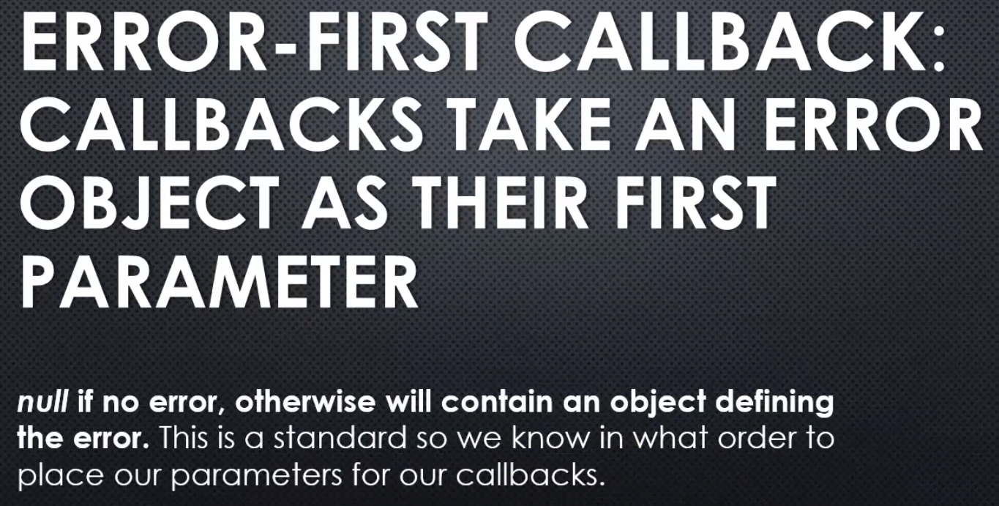 ERROR-FIRST CALLBACK:
CALLBACKS TAKE AN ERROR
OBJECT AS THEIR FIRST
PARAMETER
null if no error, otherwise will contain an object defining
the error. This is a standard so we know in what order to
place our parameters for our callbacks.